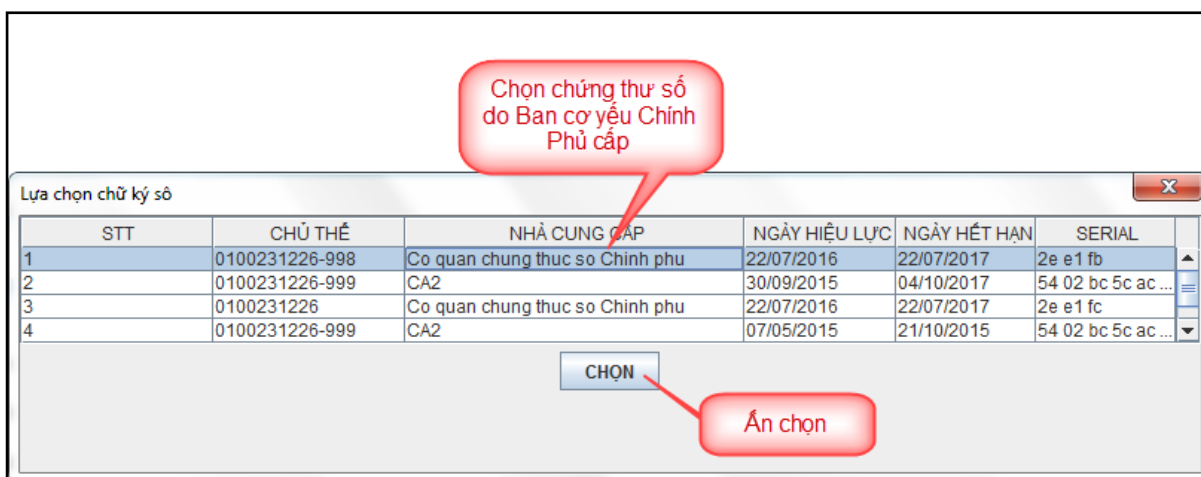 Chọn chứng thư số
do Ban cơ yếu Chính
Phủ cấp
Lựa chọn chữ ký số
STT CHỦ THỂ NHÀ CUNG CẤP NGÀY HIỆU LỰC NGÀY HẾT HẠN SERIAL
1 0100231226-998 Co quan chung thuc so Chinh phu 22/07/2016 22/07/2017 2e e1 fb
2 0100231226-999 CA2 30/09/2015 04/10/2017 54 02 bc 5c ac ...
3 0100231226 Co quan chung thuc so Chinh phu 22/07/2016 22/07/2017 2e e1 fc
4 0100231226-999 CA2 07/05/2015 21/10/2015 54 02 bc 5c ac ...
CHỌN
Ấn chọn